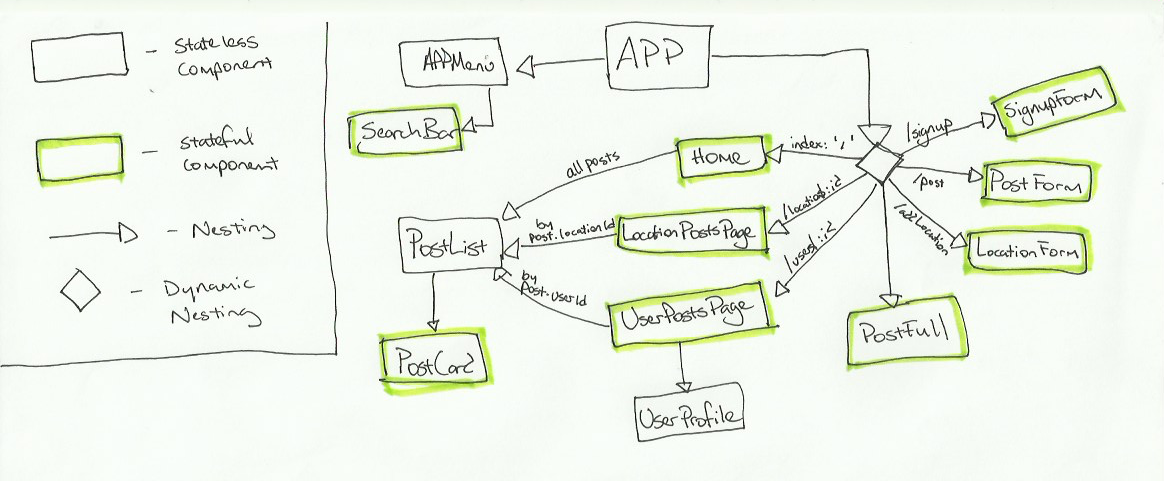 Stateless
Component
Stateful
Component
Nesting
Dynamic
Nesting
APP
APPMenu
SearchBar
Home
index: '/'
/signup
SignupForm
/post
PostForm
/addLocation
LocationForm
all posts
/locations/:id
LocationPostsPage
by
post.locationId
PostList
/users/:id
by
Post.userId
UserPostsPage
PostFull
PostCard
UserProfile